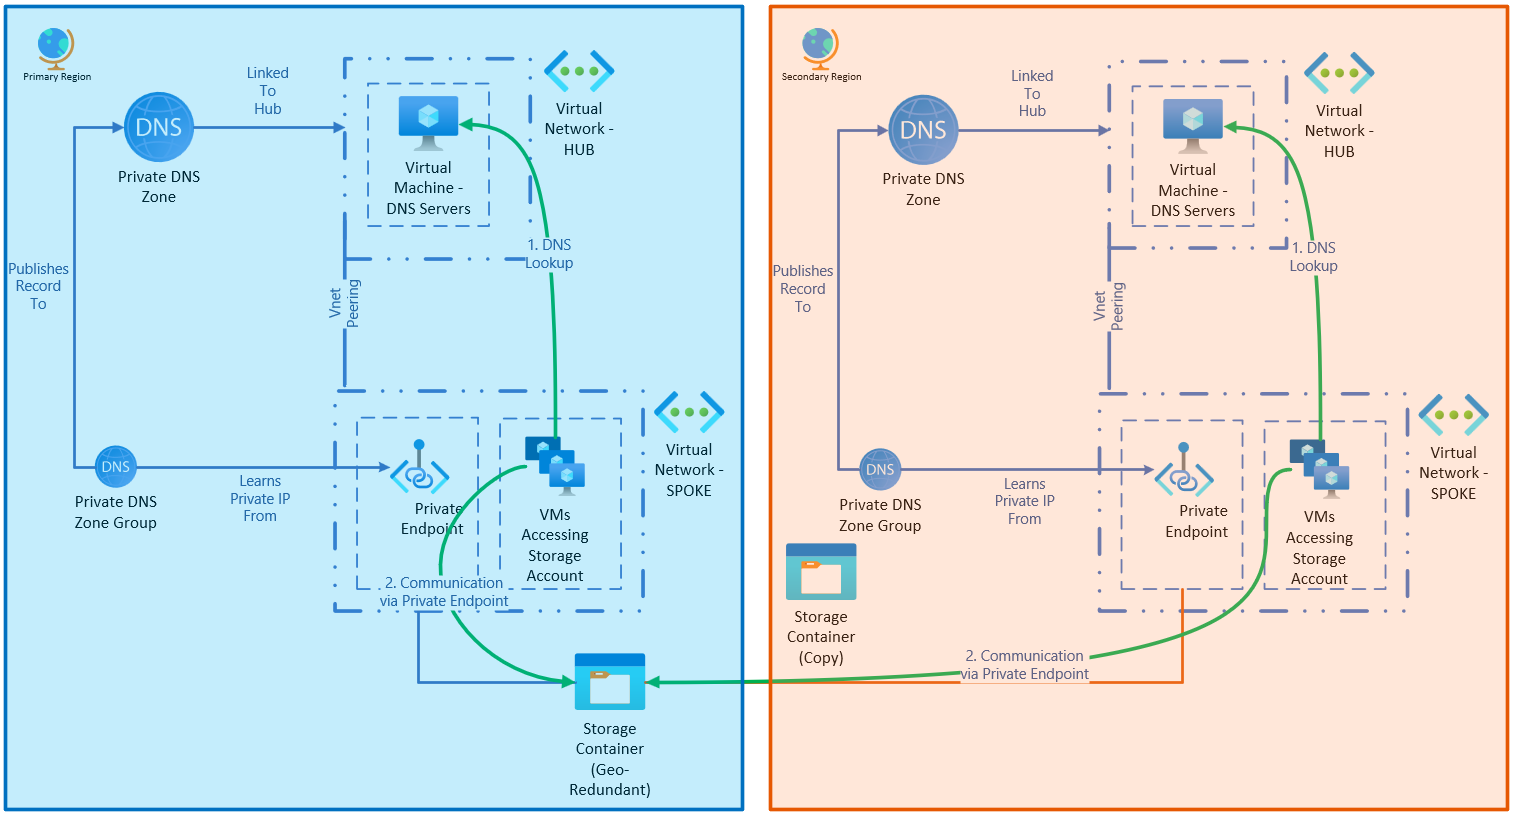 Primary Region
Linked
To
Hub
DNS
Private DNS
Zone
Virtual
Machine -
DNS Servers
Virtual
Network -
HUB
1. DNS
Lookup
Publishes
Record
To
Vnet
Peering
DNS
Private DNS
Zone Group
Learns
Private IP
From
Private
Endpoint
VMs
Accessing
Storage
Account
Virtual
Network -
SPOKE
2. Communication
via Private Endpoint
Storage
Container
(Geo-
Redundant)
Secondary Region
Linked
To
Hub
DNS
Private DNS
Zone
Virtual
Machine -
DNS Servers
Virtual
Network -
HUB
1. DNS
Lookup
Publishes
Record
To
Vnet
Peering
DNS
Private DNS
Zone Group
Learns
Private IP
From
Private
Endpoint
VMs
Accessing
Storage
Account
Virtual
Network -
SPOKE
Storage
Container
(Copy)
2. Communication
via Private Endpoint